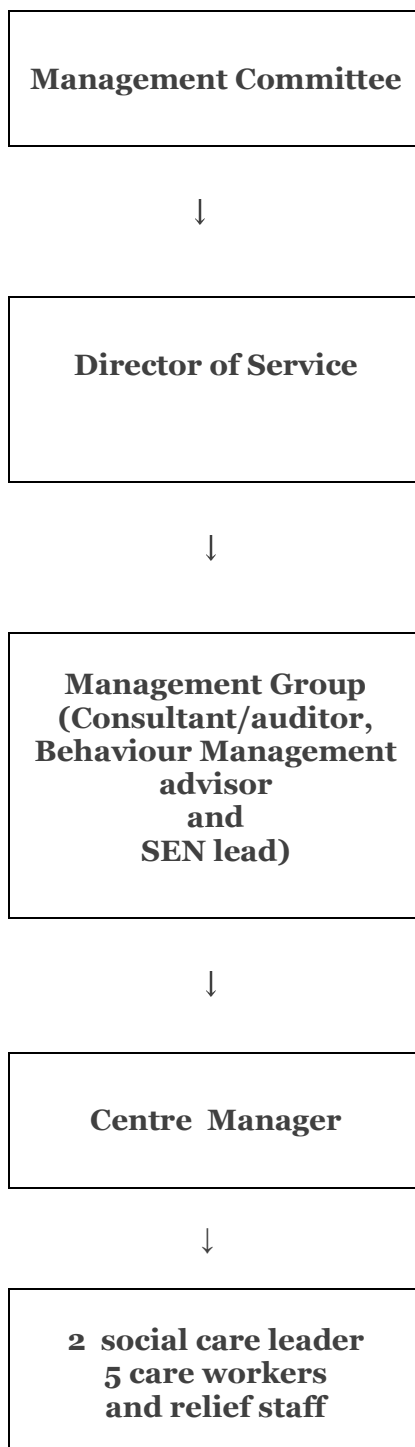 Management Committee
↓
Director of Service
↓
Management Group
(Consultant/auditor,
Behaviour Management
advisor
and
SEN lead)
↓
Centre Manager
↓
2 social care leader
5 care workers
and relief staff